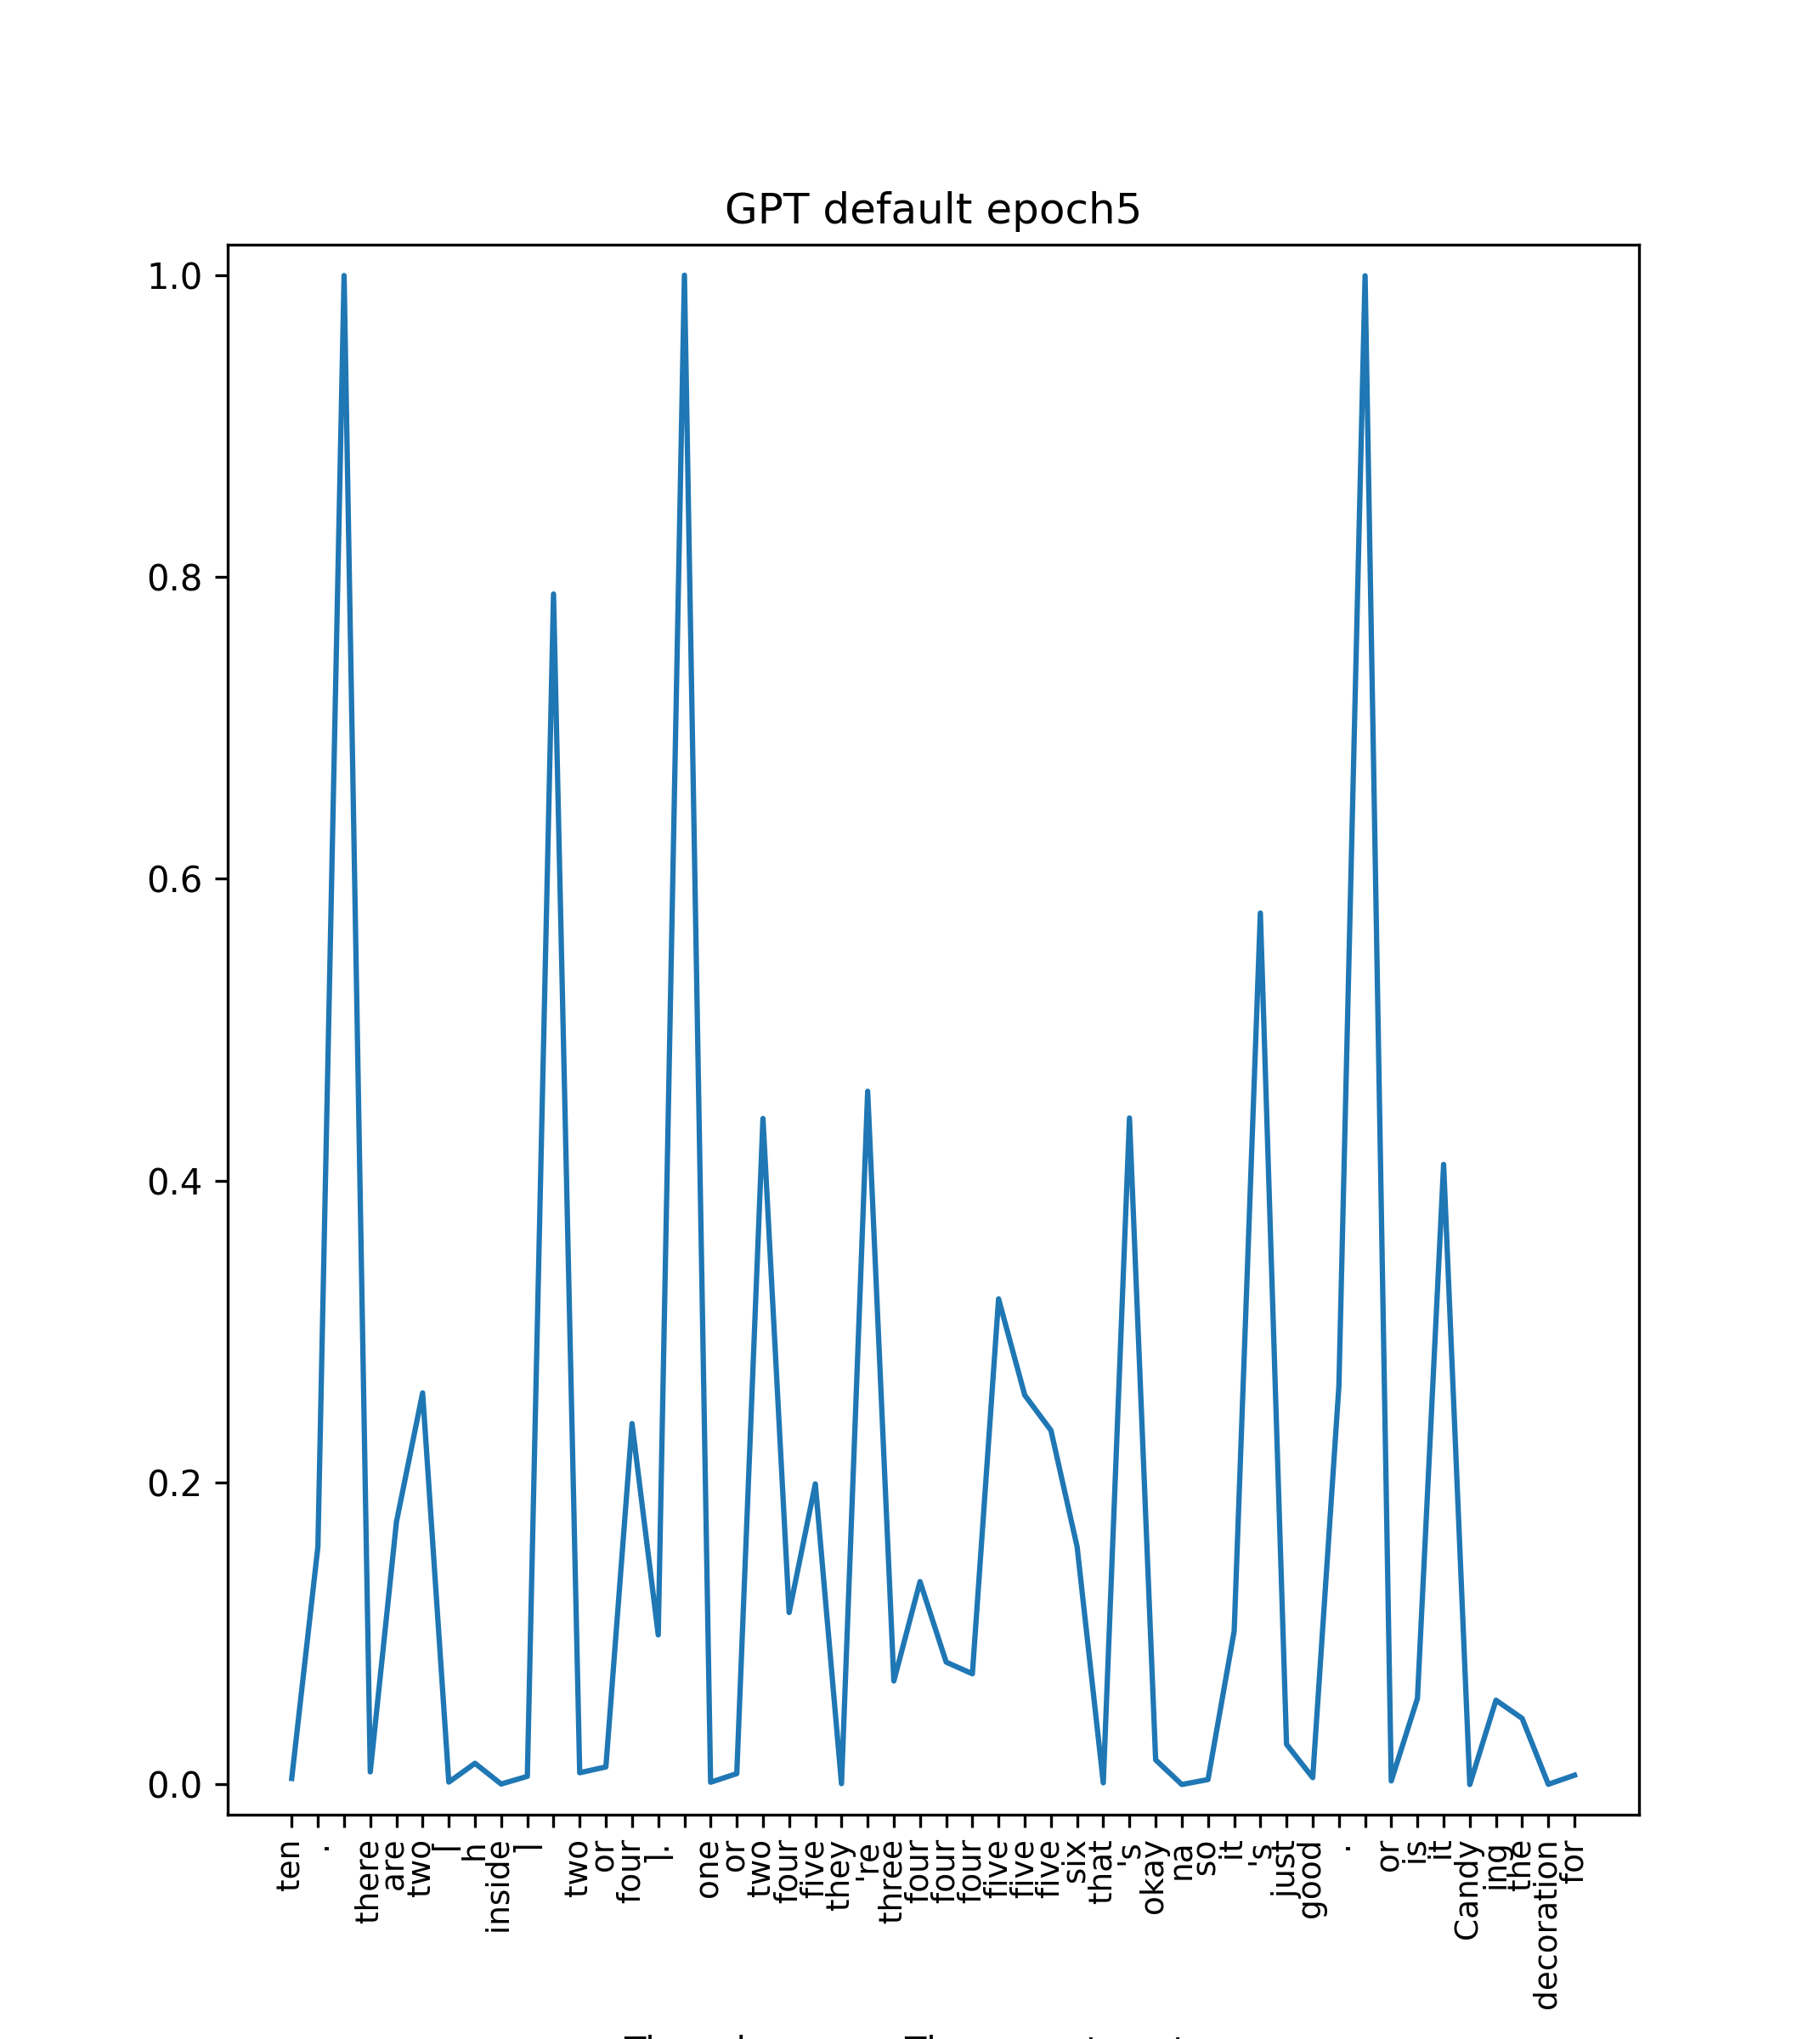 GPT default epoch5
1.0
0.8
0.6
0.4
0.2
0.0
ten
.
there
are
two
[
h
inside
]
two
or
four
].
one
or
two
four
five
they
're
three
four
four
four
five
five
five
six
that
's
okay
na
so
it
's
just
good
.
or
is
it
Candy
ing
the
decoration
for